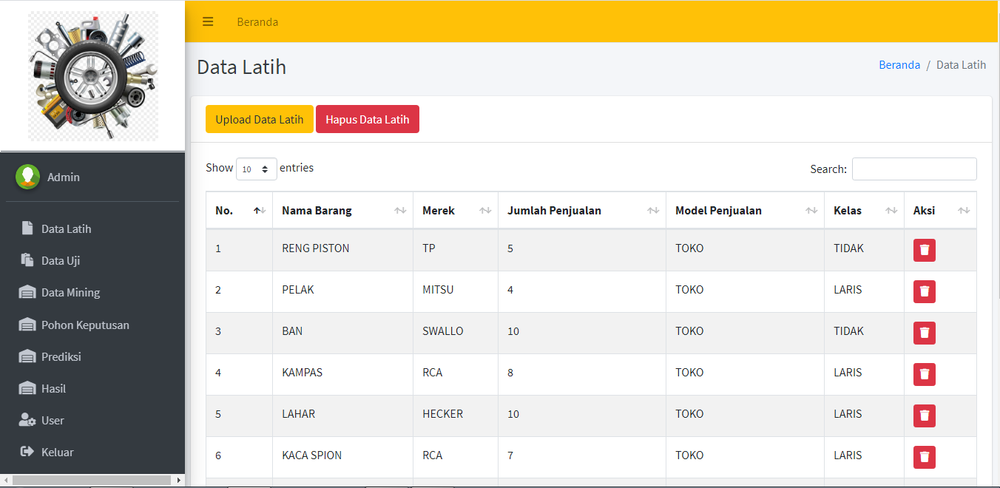 Beranda
Data Latih
Beranda / Data Latih
Upload Data Latih
Hapus Data Latih
Show 10 entries
Search:
Admin
Data Latih
Data Uji
Data Mining
Pohon Keputusan
Prediksi
Hasil
User
Keluar
No. Nama Barang Merek Jumlah Penjualan Model Penjualan Kelas Aksi
1 RENG PISTON TP 5 TOKO TIDAK
2 PELAK MITSU 4 TOKO LARIS
3 BAN SWALLO 10 TOKO TIDAK
4 KAMPAS RCA 8 TOKO LARIS
5 LAHAR HECKER 10 TOKO LARIS
6 KACA SPION RCA 7 TOKO LARIS